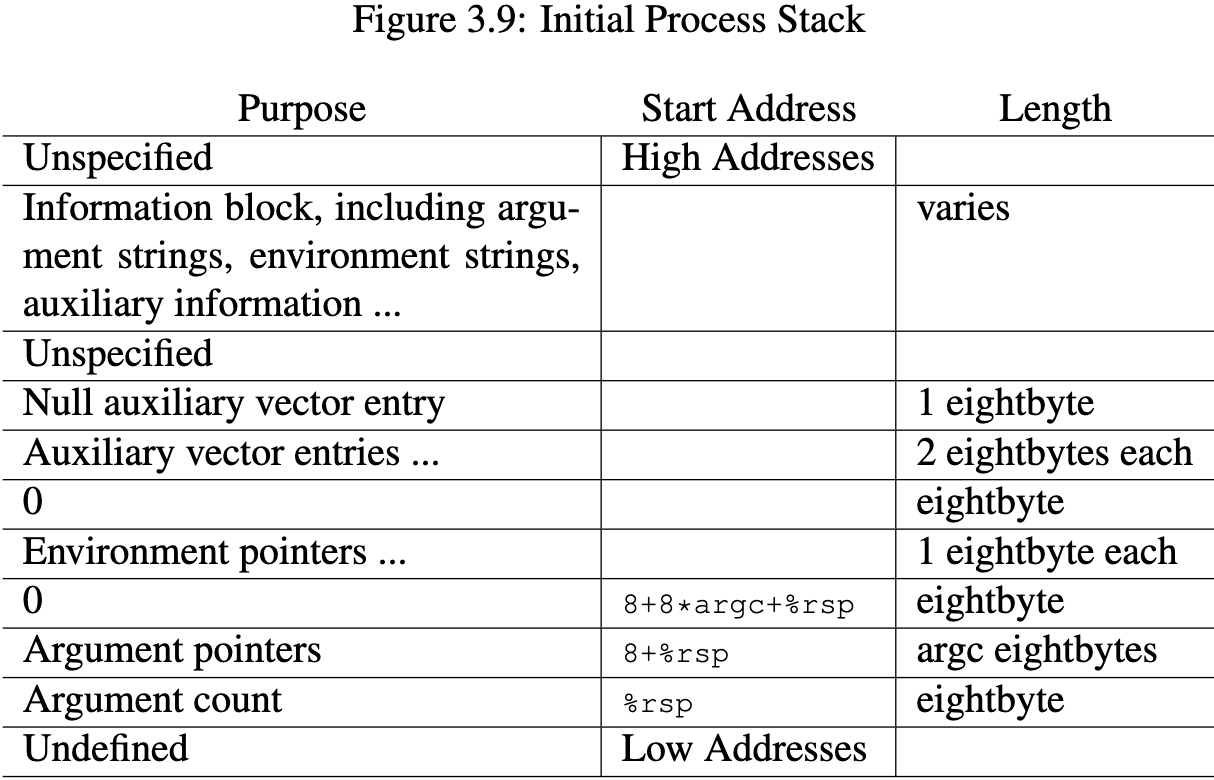 Figure 3.9: Initial Process Stack
Purpose Start Address Length
Unspecified High Addresses
Information block, including argu- varies
ment strings, environment strings,
auxiliary information ...
Unspecified
Null auxiliary vector entry 1 eightbyte
Auxiliary vector entries ... 2 eightbytes each
0 eightbyte
Environment pointers ... 1 eightbyte each
0 8+8*argc+%rsp eightbyte
Argument pointers 8+%rsp argc eightbytes
Argument count %rsp eightbyte
Undefined Low Addresses